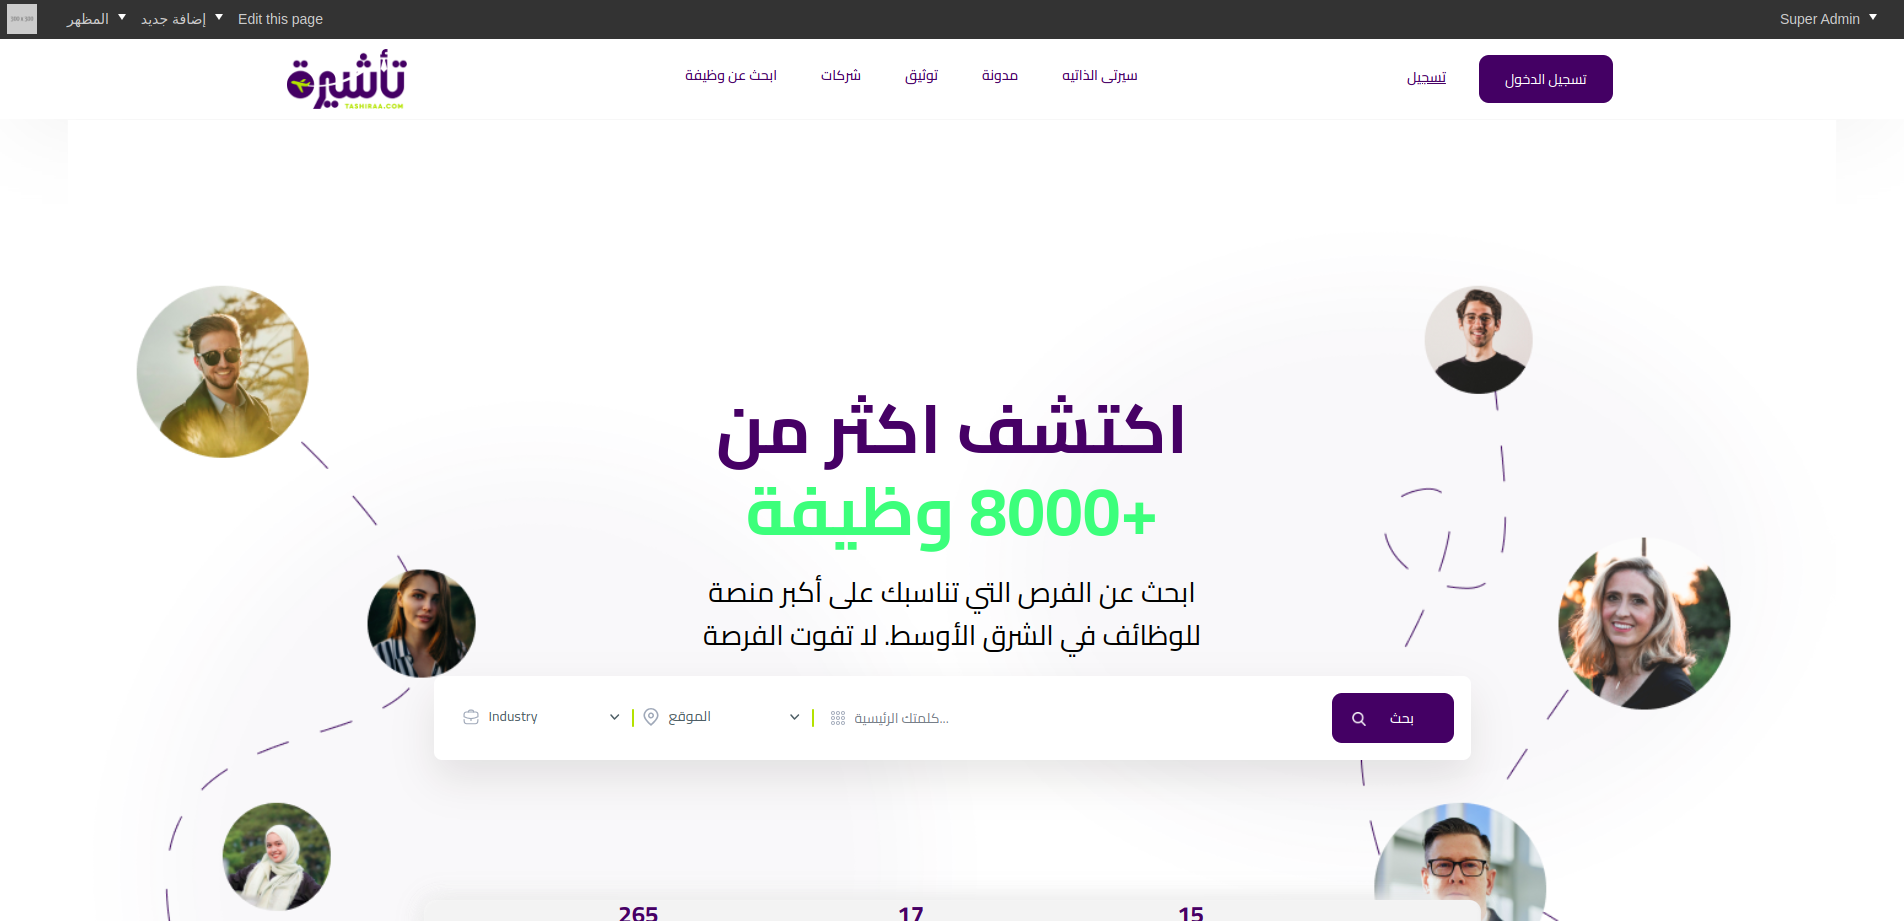 المظهر
إضافة جديد
Edit this page
Super Admin
تأشيرة
TASHIRAA.COM
ابحث عن وظيفة
شركات
توثيق
مدونة
سيرتى الذاتيه
تسجيل
تسجيل الدخول
اكتشف اكثر من
+8000 وظيفة
ابحث عن الفرص التي تناسبك على أكبر منصة
للوظائف في الشرق الأوسط. لا تفوت الفرصة
Industry
الموقع
كلمتك الرئيسية...
بحث
265
17
15